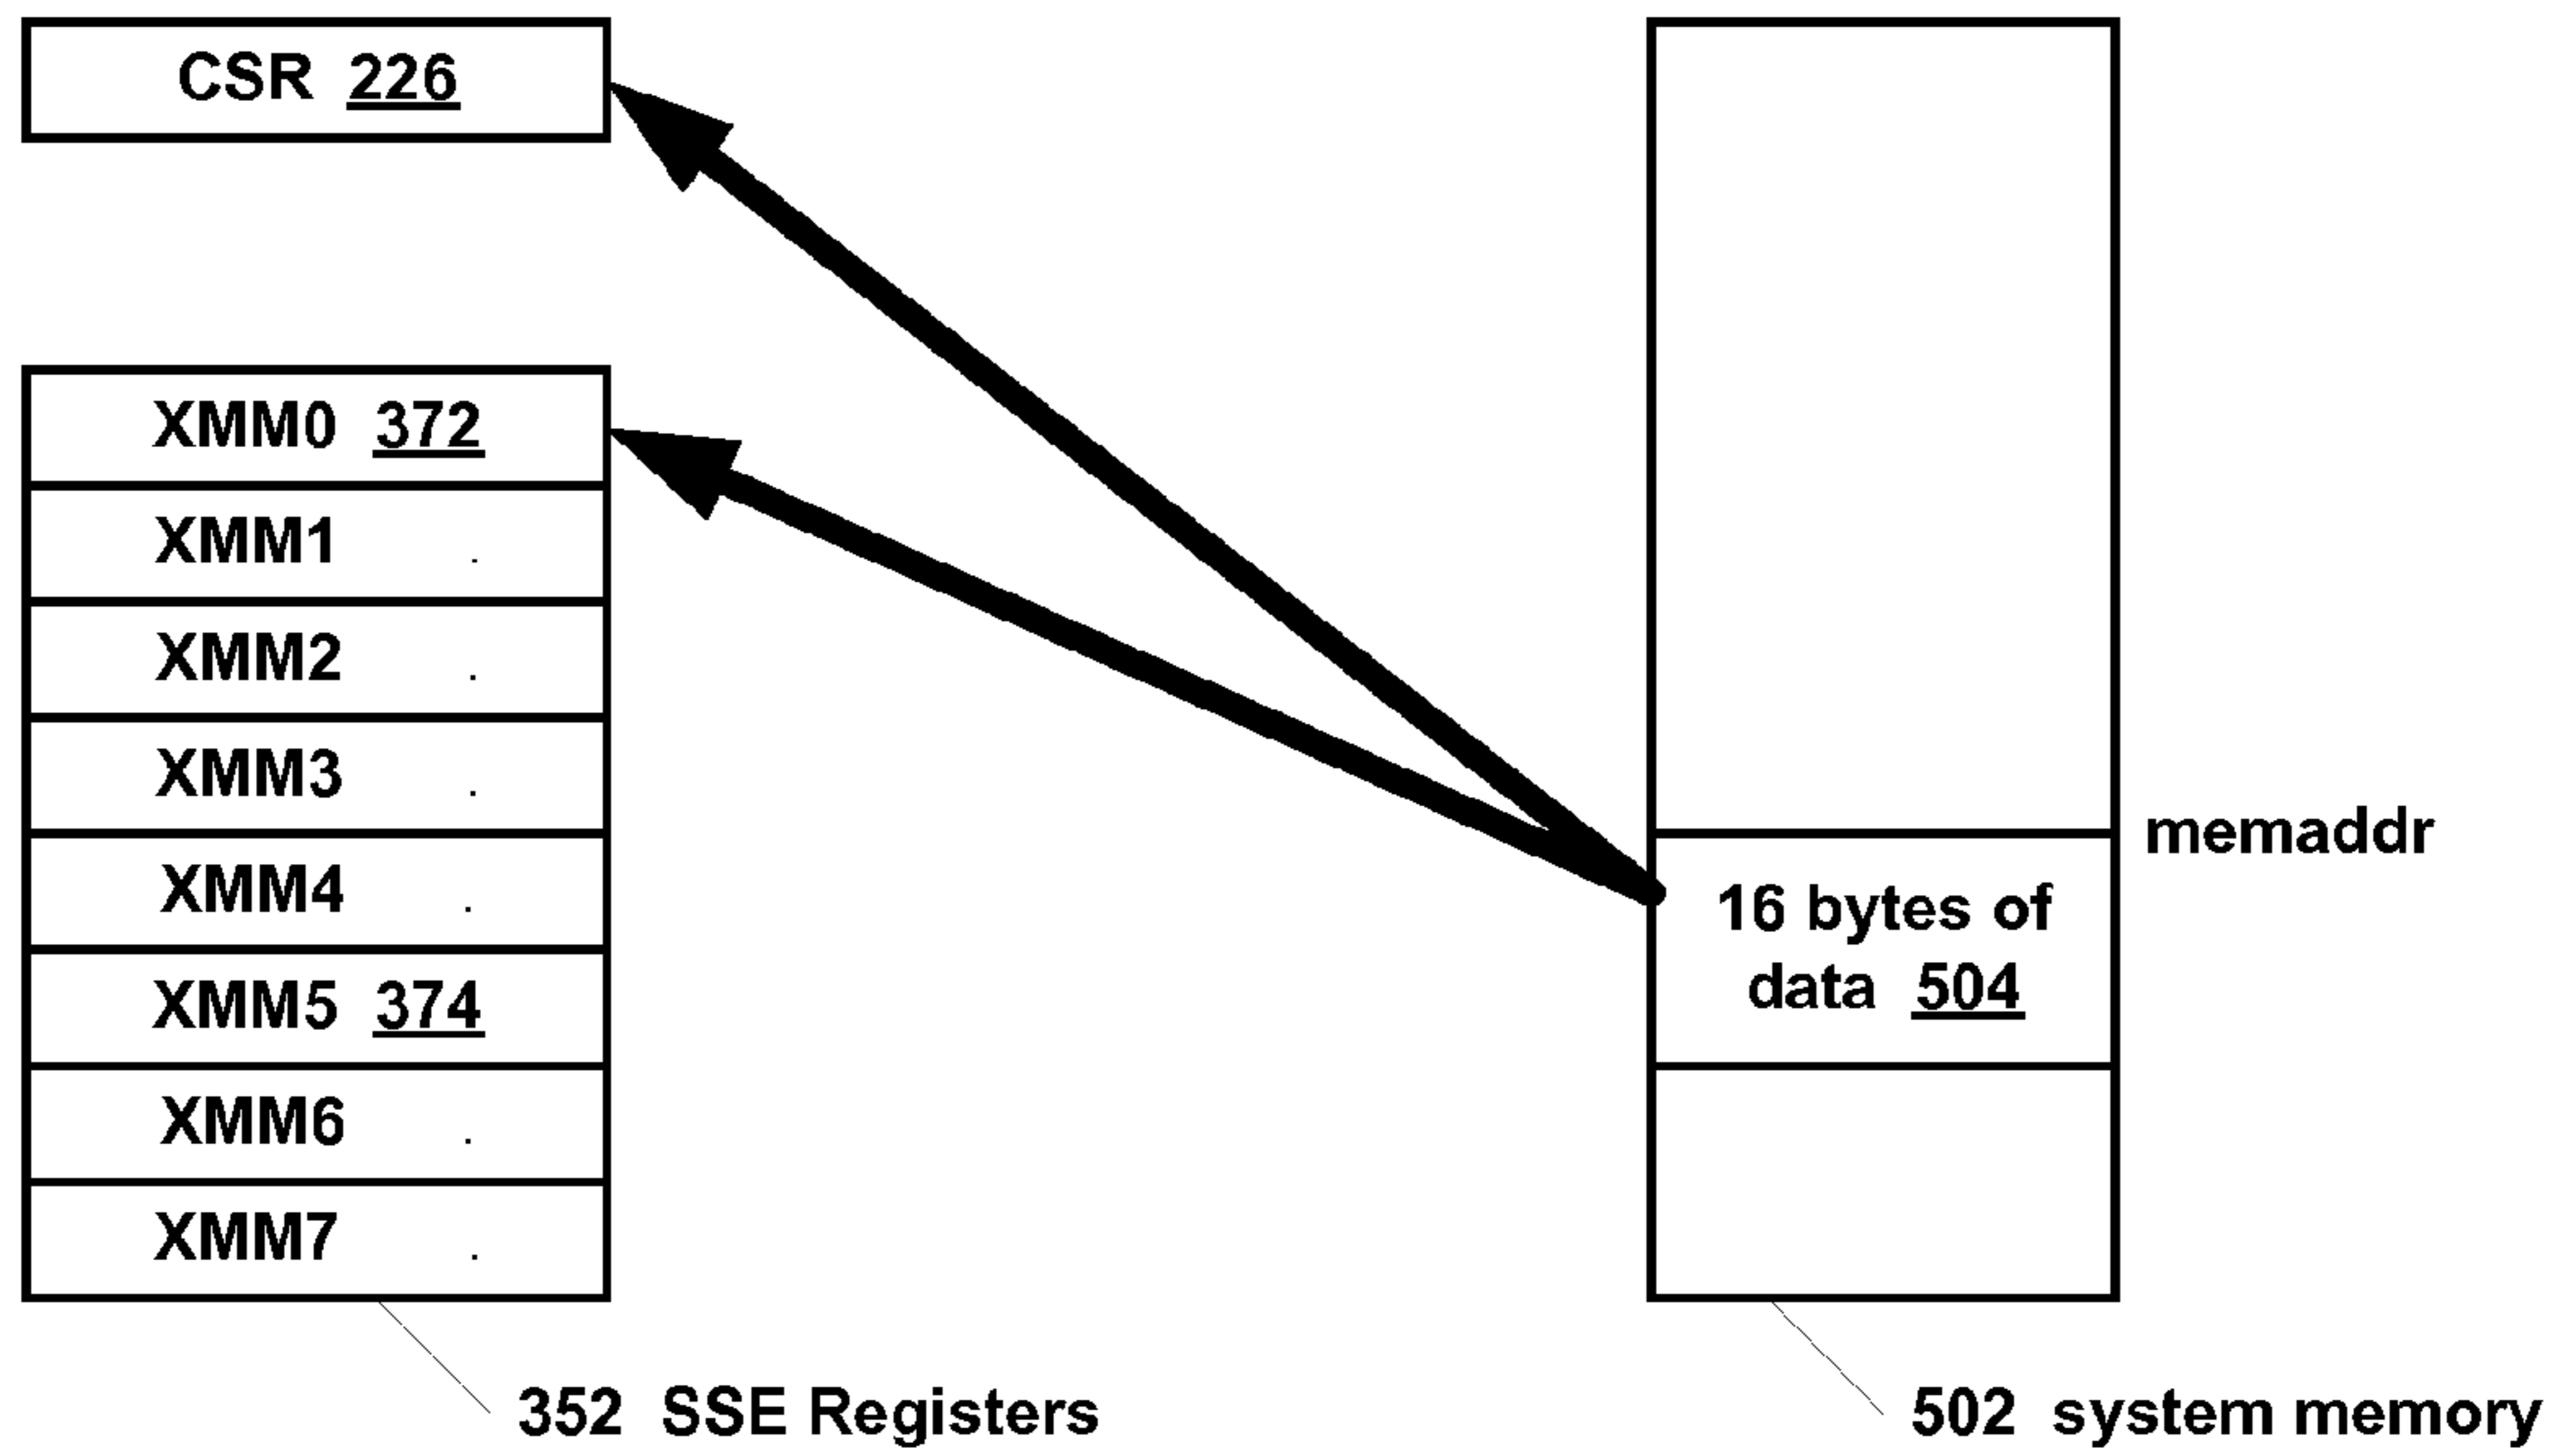 CSR 226
XMM0 372
XMM1 .
XMM2 .
XMM3 .
XMM4 .
XMM5 374
XMM6 .
XMM7 .
352 SSE Registers
memaddr
16 bytes of
data 504
502 system memory